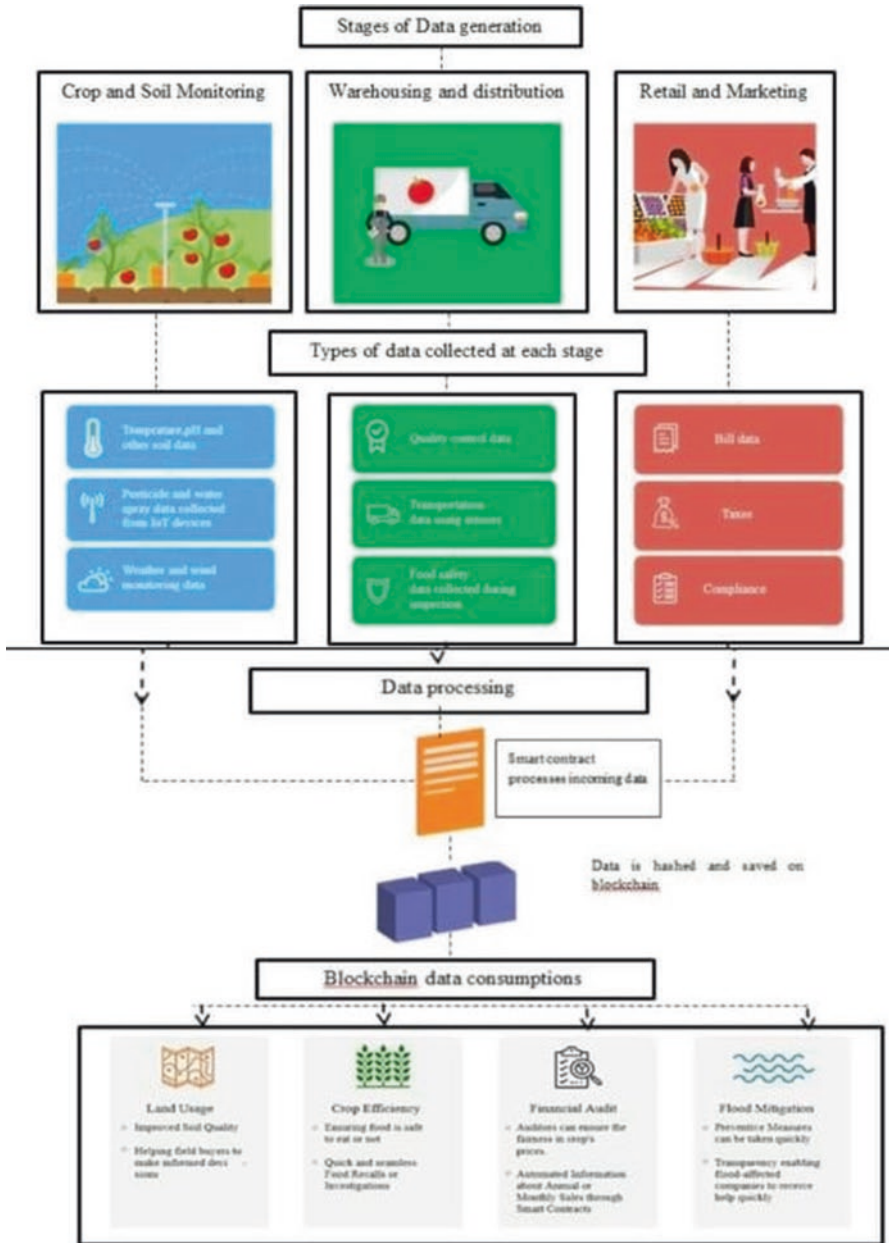 Stages of Data generation
Crop and Soil Monitoring
Warehousing and distribution
Retail and Marketing
Types of data collected at each stage
Temprature,pH and
other soil data
Pesticide and water
spray data collected
from IoT devices
Weather and wind
monitoring data
Quality control data
Transportation
data using sensors
Food safety
data collected during
inspection
Bill data
Taxes
Compliance
Data processing
Smart contract
processes incoming data
Data is hashed and saved on
blockchain
Blockchain data consumptions
Land Usage
Improved Soil Quality
Helping field buyers to
make informed deci
sions
Crop Efficiency
Ensuring food is safe
to eat or not
Quick and seamless
Food Recalls or
Investigations
Financial Audit
Auditors can ensure the
fairness in crop's
prices.
Automated Information
about Annual or
Monthly Sales through
Smart Contracts
Flood Mitigation
Preventive Measures
can be taken quickly
Transparency enabling
flood-affected
companies to receive
help quickly